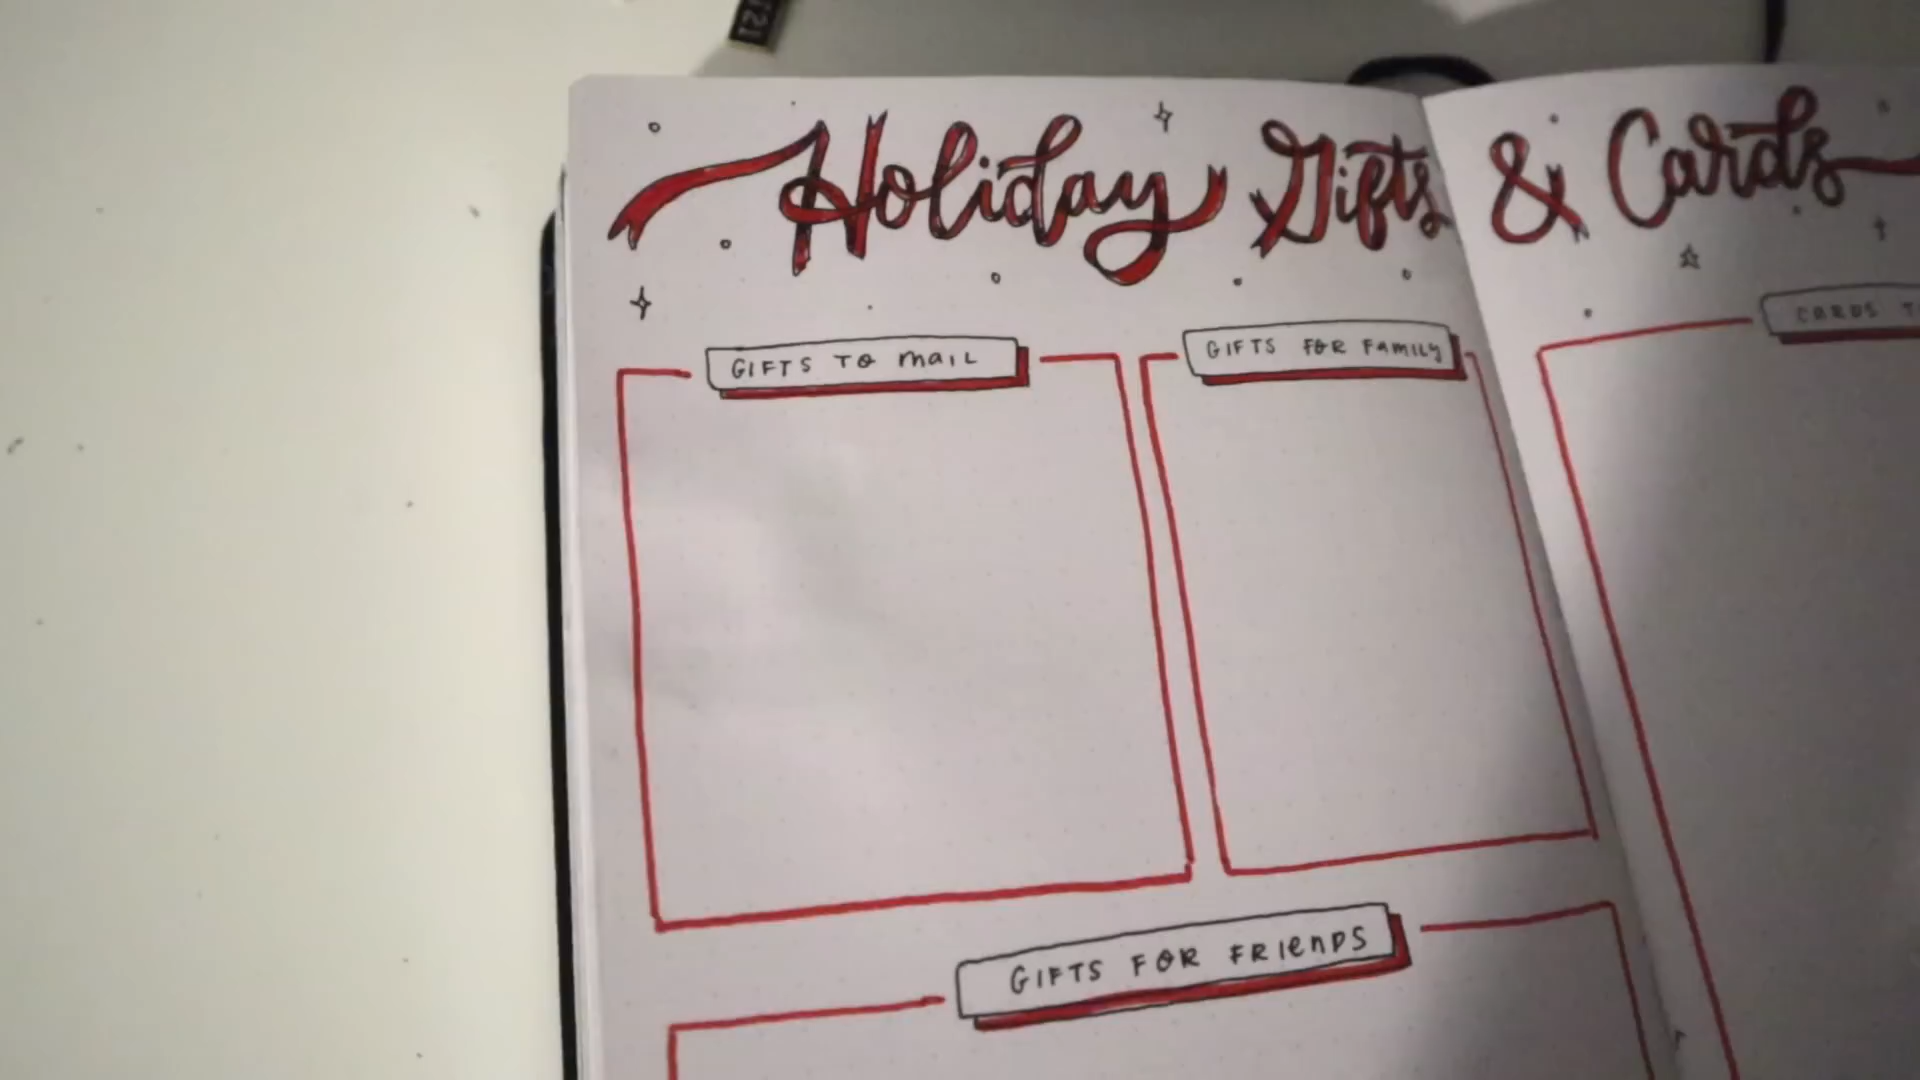 Holiday Gifts & Cards
GIFTS TO MAIL
GIFTS FOR FAMILY
CARDS
GIFTS FOR FRIENDS